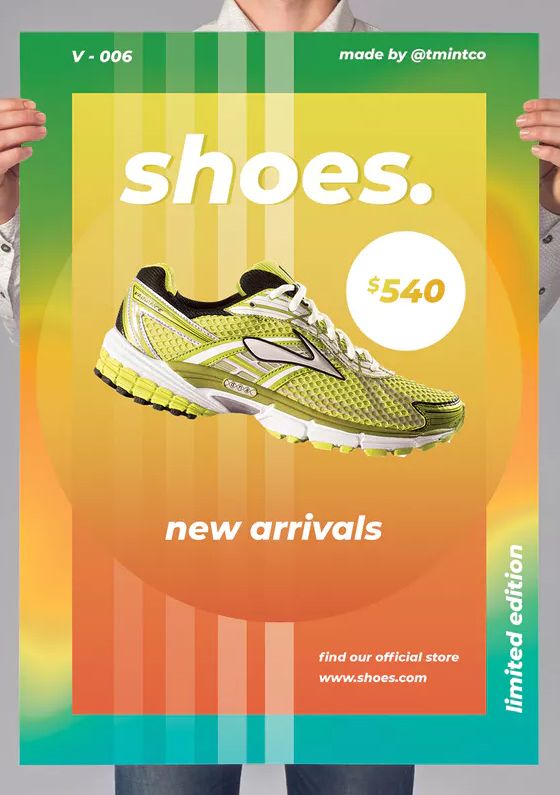 V - 006
made by @tmintco
shoes.
$540
new arrivals
find our official store
www.shoes.com
limited edition